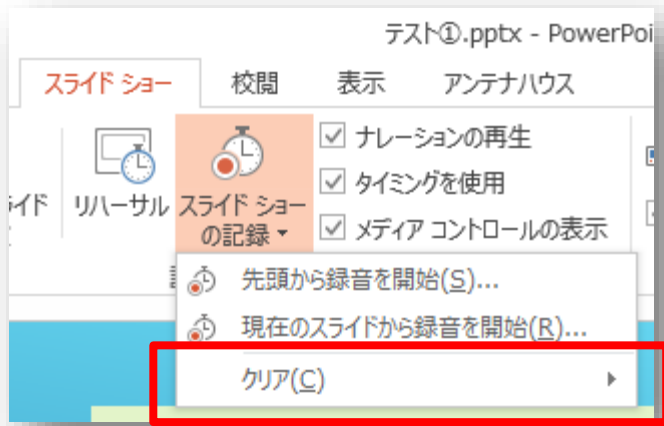 テスト①.pptx - PowerPoi
スライド ショー 校閲 表示 アンテナハウス
イド リハーサル スライド ショー
の記録
ナレーションの再生
タイミングを使用
メディア コントロールの表示
先頭から録音を開始(S)...
現在のスライドから録音を開始(R)...
クリア(C)